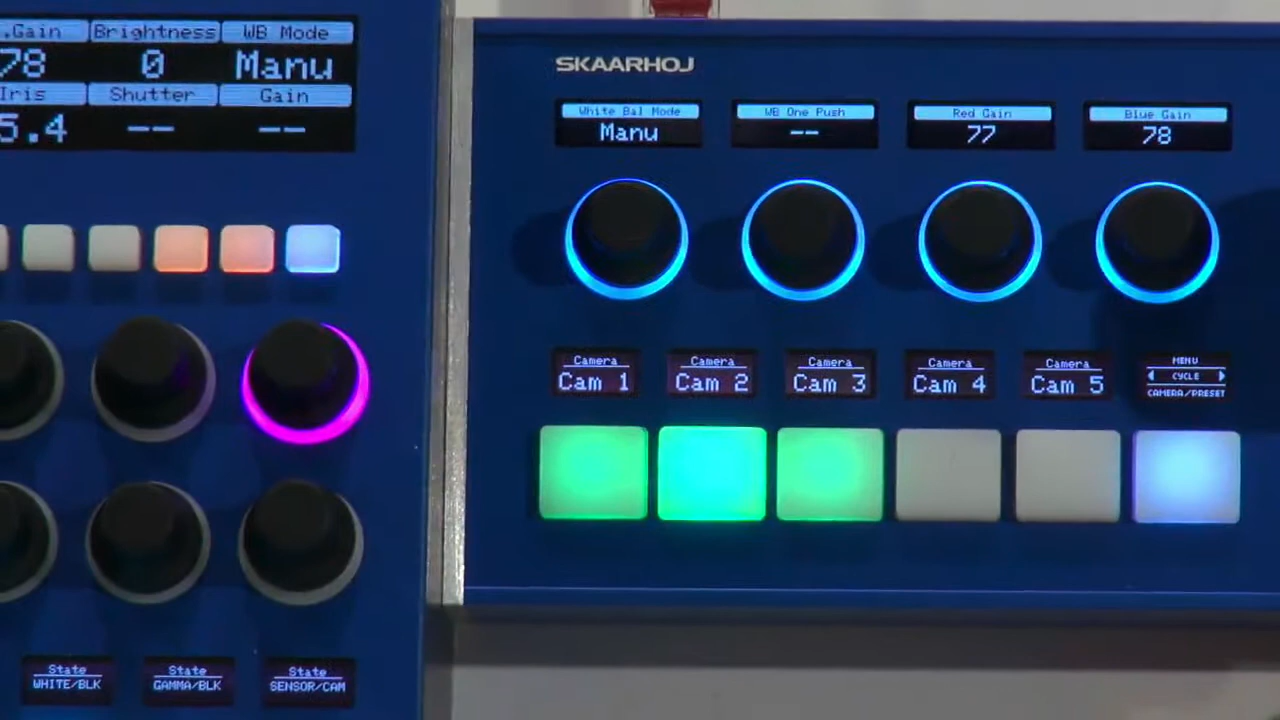 .Gain Brightness WB Mode
78 0 Manu
Iris Shutter Gain
5.4 -- --
State State State
WHITE/BLK GAMMA/BLK SENSOR/CAM
SKAARHOJ
White Bal Mode WB One Push Red Gain Blue Gain
Manu -- 77 78
Camera Camera Camera Camera Camera MENU
Cam 1 Cam 2 Cam 3 Cam 4 Cam 5 CYCLE
CAMERA/PRESET